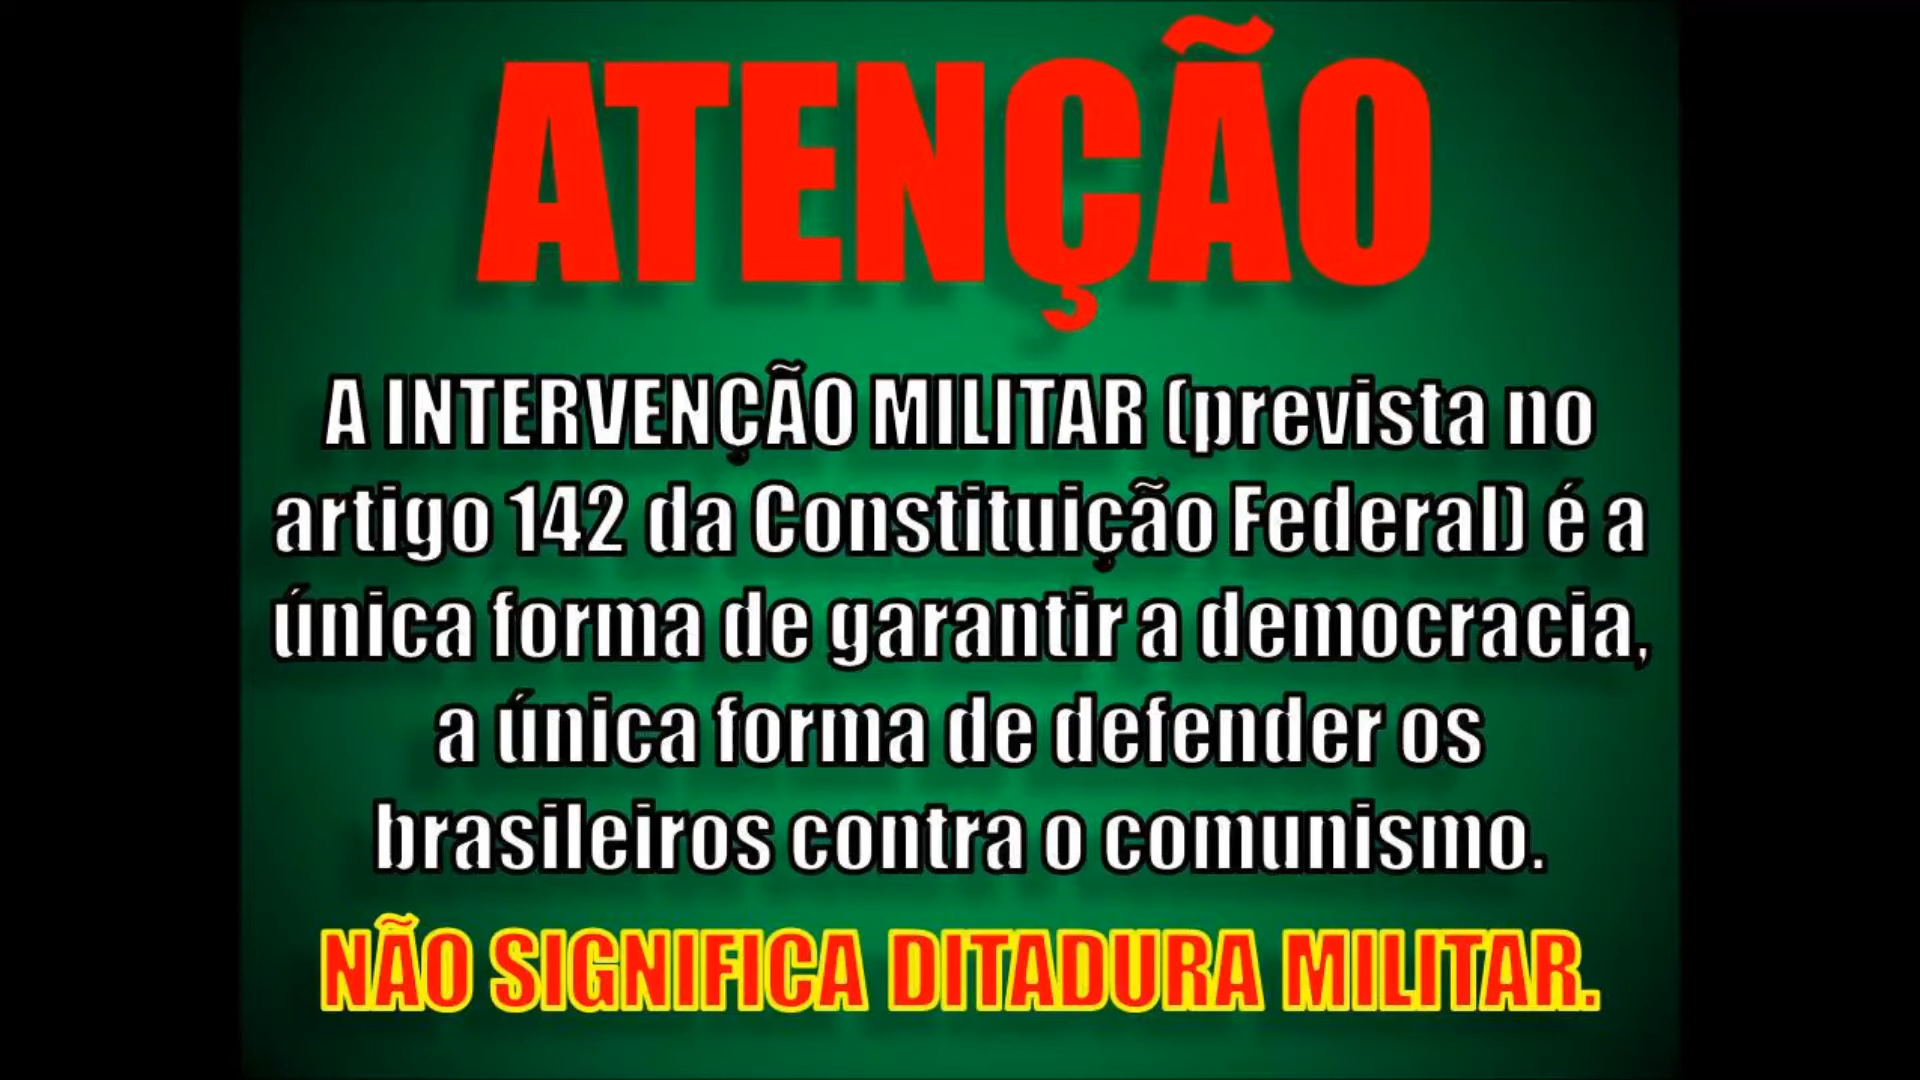 ATENÇÃO
A INTERVENÇÃO MILITAR (prevista no
artigo 142 da Constituição Federal) é a
única forma de garantir a democracia,
a única forma de defender os
brasileiros contra o comunismo.
NÃO SIGNIFICA DITADURA MILITAR.